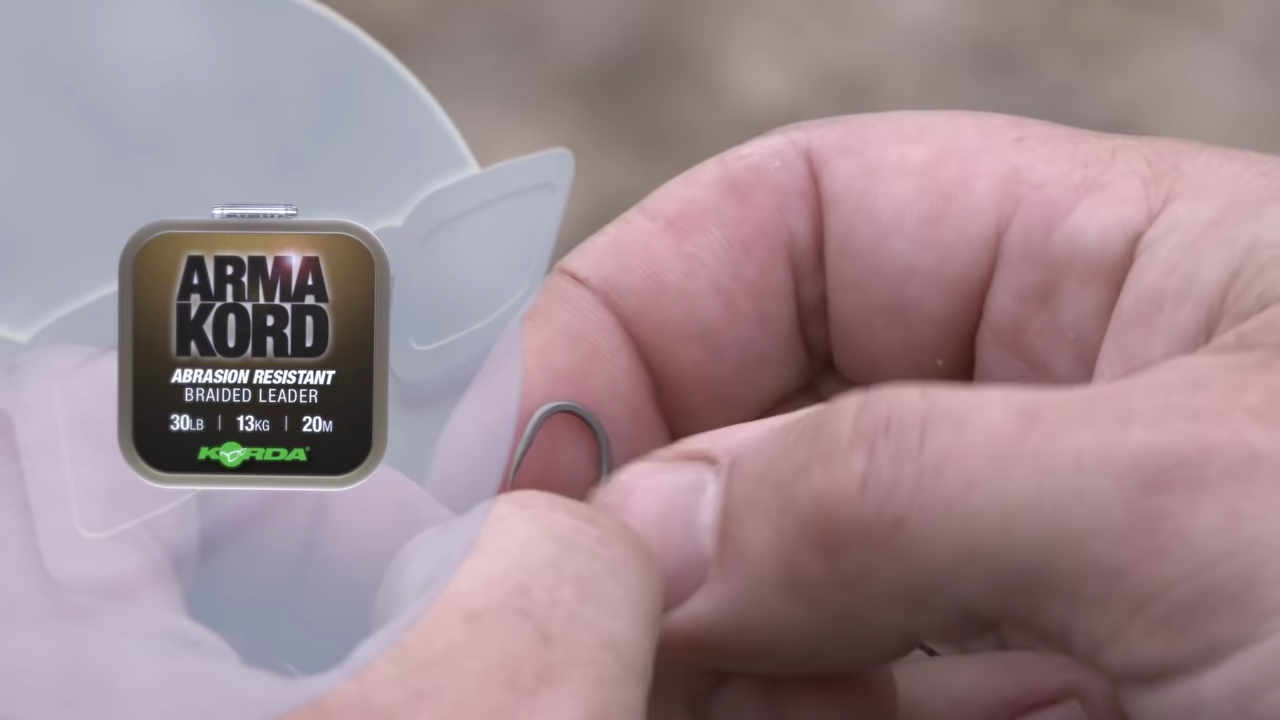 ARMA
KORD
ABRASION RESISTANT
BRAIDED LEADER
30LB | 13KG | 20M
KORDA